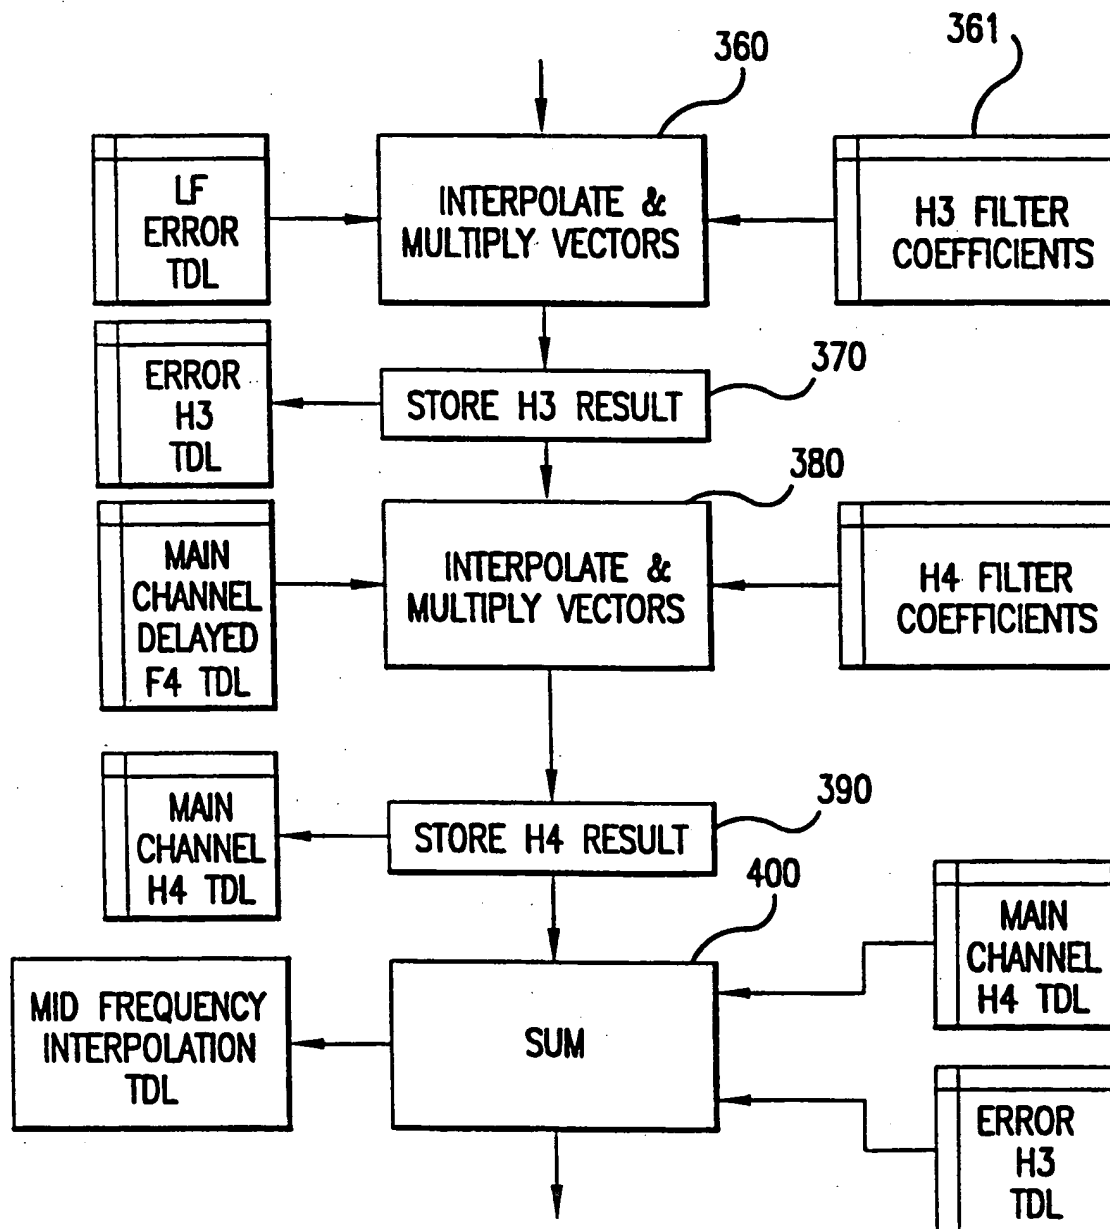 360
361
LF
ERROR
TDL
INTERPOLATE &
MULTIPLY VECTORS
H3 FILTER
COEFFICIENTS
370
ERROR
H3
TDL
STORE H3 RESULT
380
MAIN
CHANNEL
DELAYED
F4 TDL
INTERPOLATE &
MULTIPLY VECTORS
H4 FILTER
COEFFICIENTS
390
MAIN
CHANNEL
H4 TDL
STORE H4 RESULT
400
MAIN
CHANNEL
H4 TDL
MID FREQUENCY
INTERPOLATION
TDL
SUM
ERROR
H3
TDL